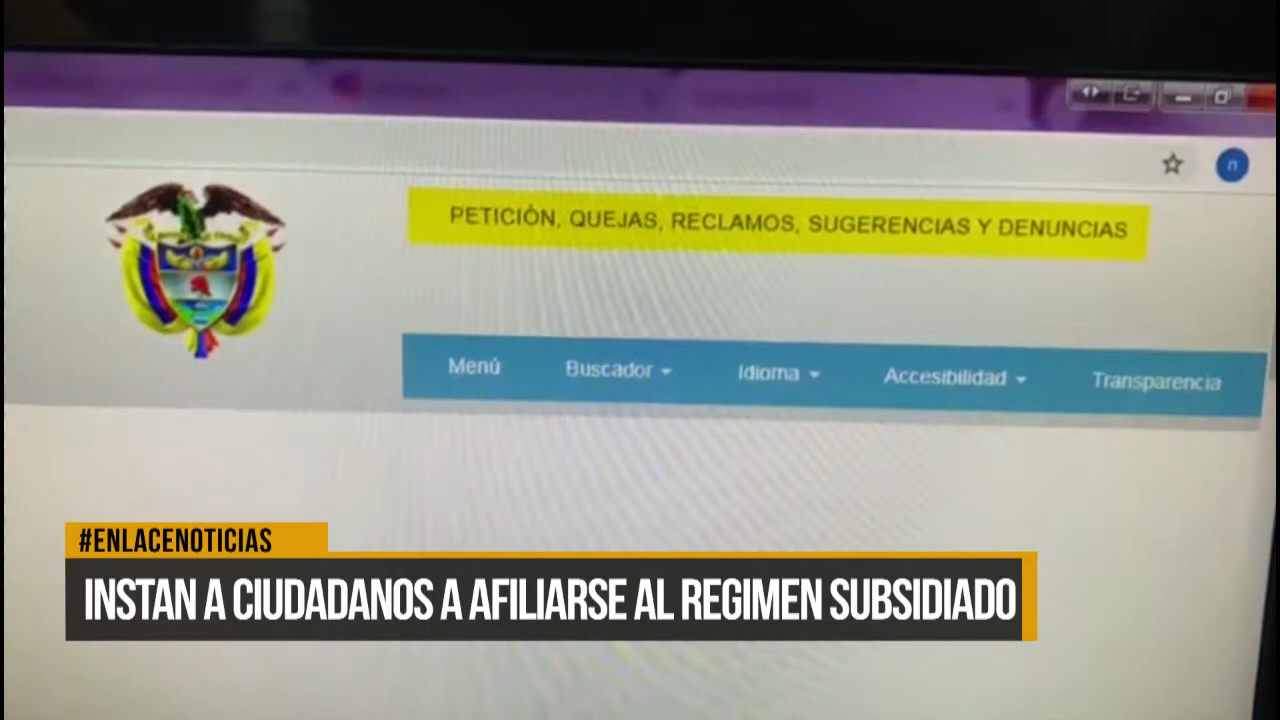 n
PETICIÓN, QUEJAS, RECLAMOS, SUGERENCIAS Y DENUNCIAS
Menú Buscador Idioma Accesibilidad Transparencia
#ENLACENOTICIAS
INSTAN A CIUDADANOS A AFILIARSE AL REGIMEN SUBSIDIADO